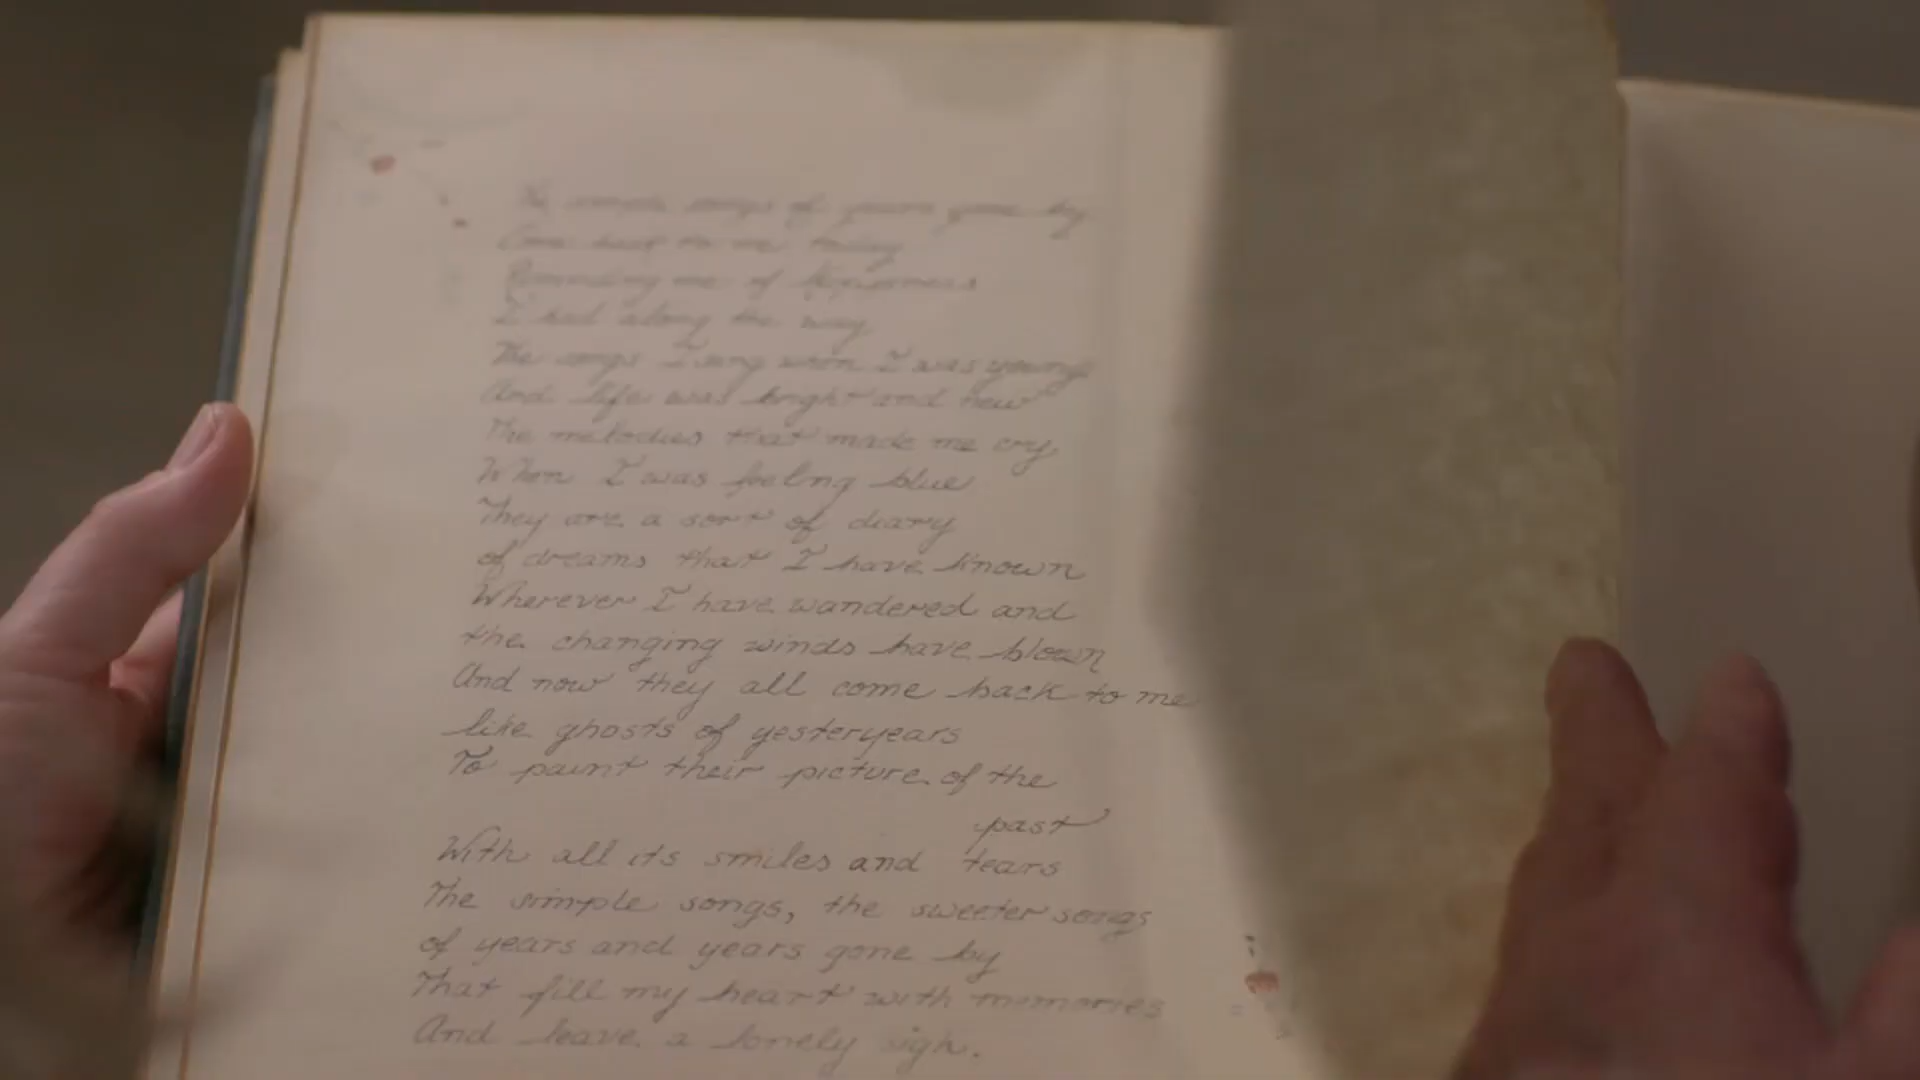 The simple songs of years gone by
Come back to me today
Reminding me of happiness
I had along the way
The songs I sung when I was young
And life was bright and new
The melodies that made me cry
When I was feeling blue
They are a sort of diary
of dreams that I have known
Wherever I have wandered and
the changing winds have blown
And now they all come back to me
like ghosts of yesteryears
To paint their picture of the
past
With all its smiles and tears
The simple songs, the sweeter songs
of years and years gone by
That fill my heart with memories
And leave a lonely sigh.